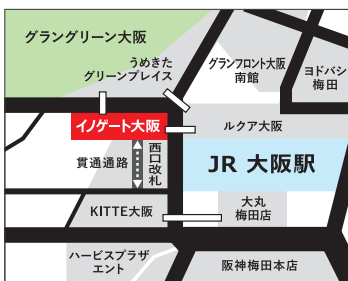 グラングリーン大阪
うめきた
グリーンプレイス
グランフロント大阪
南館
ヨドバシ
梅田
イノゲート大阪
ルクア大阪
貫通通路
西口改札
JR 大阪駅
KITTE大阪
大丸
梅田店
ハービスプラザ
エント
阪神梅田本店